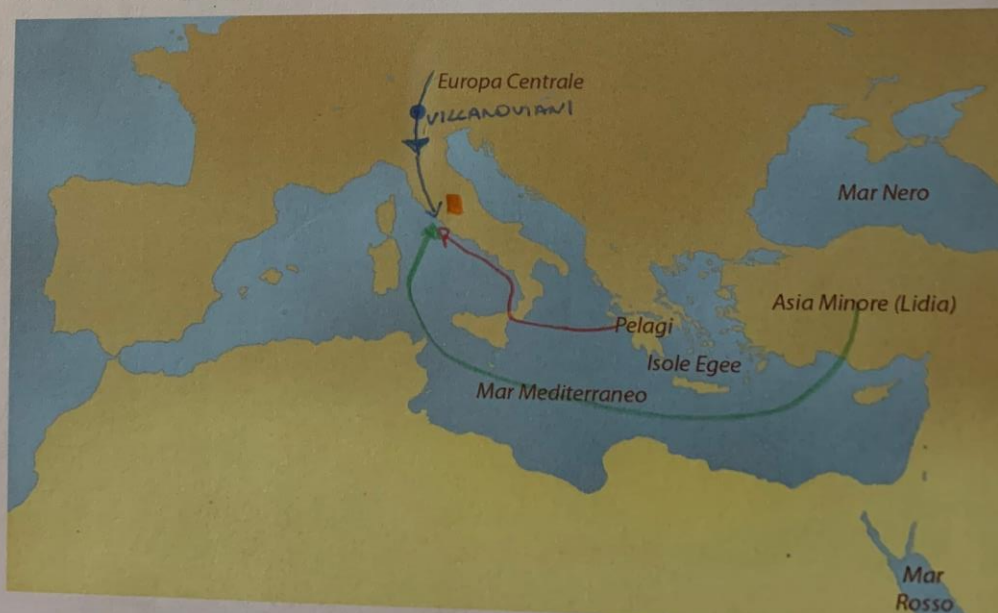 Europa Centrale
VILLANOVIANI
Mar Nero
Asia Minore (Lidia)
Pelagi
Isole Egee
Mar Mediterraneo
Mar
Rosso